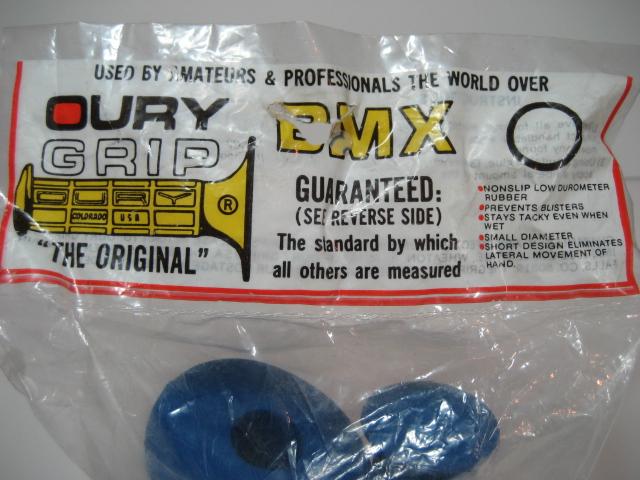 USED BY AMATEURS & PROFESSIONALS THE WORLD OVER
OURY
GRIP
OURY
COLORADO USA
®
"THE ORIGINAL"
BMX
GUARANTEED:
(SEE REVERSE SIDE)
The standard by which
all others are measured
NONSLIP LOW DUROMETER
RUBBER
PREVENTS BLISTERS
STAYS TACKY EVEN WHEN
WET
SMALL DIAMETER
SHORT DESIGN ELIMINATES
LATERAL MOVEMENT OF
HAND.